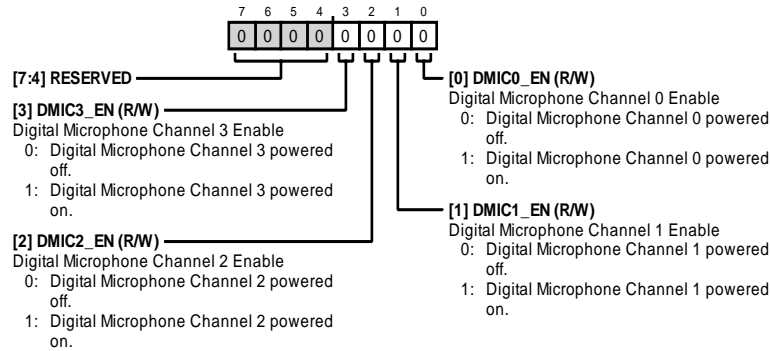 7 6 5 4 3 2 1 0
0 0 0 0 0 0 0 0
[7:4] RESERVED
[3] DMIC3_EN (R/W)
Digital Microphone Channel 3 Enable
0: Digital Microphone Channel 3 powered
off.
1: Digital Microphone Channel 3 powered
on.
[2] DMIC2_EN (R/W)
Digital Microphone Channel 2 Enable
0: Digital Microphone Channel 2 powered
off.
1: Digital Microphone Channel 2 powered
on.
[0] DMIC0_EN (R/W)
Digital Microphone Channel 0 Enable
0: Digital Microphone Channel 0 powered
off.
1: Digital Microphone Channel 0 powered
on.
[1] DMIC1_EN (R/W)
Digital Microphone Channel 1 Enable
0: Digital Microphone Channel 1 powered
off.
1: Digital Microphone Channel 1 powered
on.